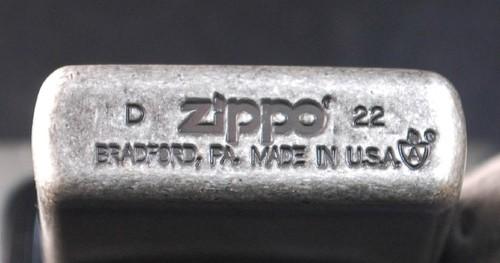 D zippo® 22
BRADFORD, PA. MADE IN U.S.A.